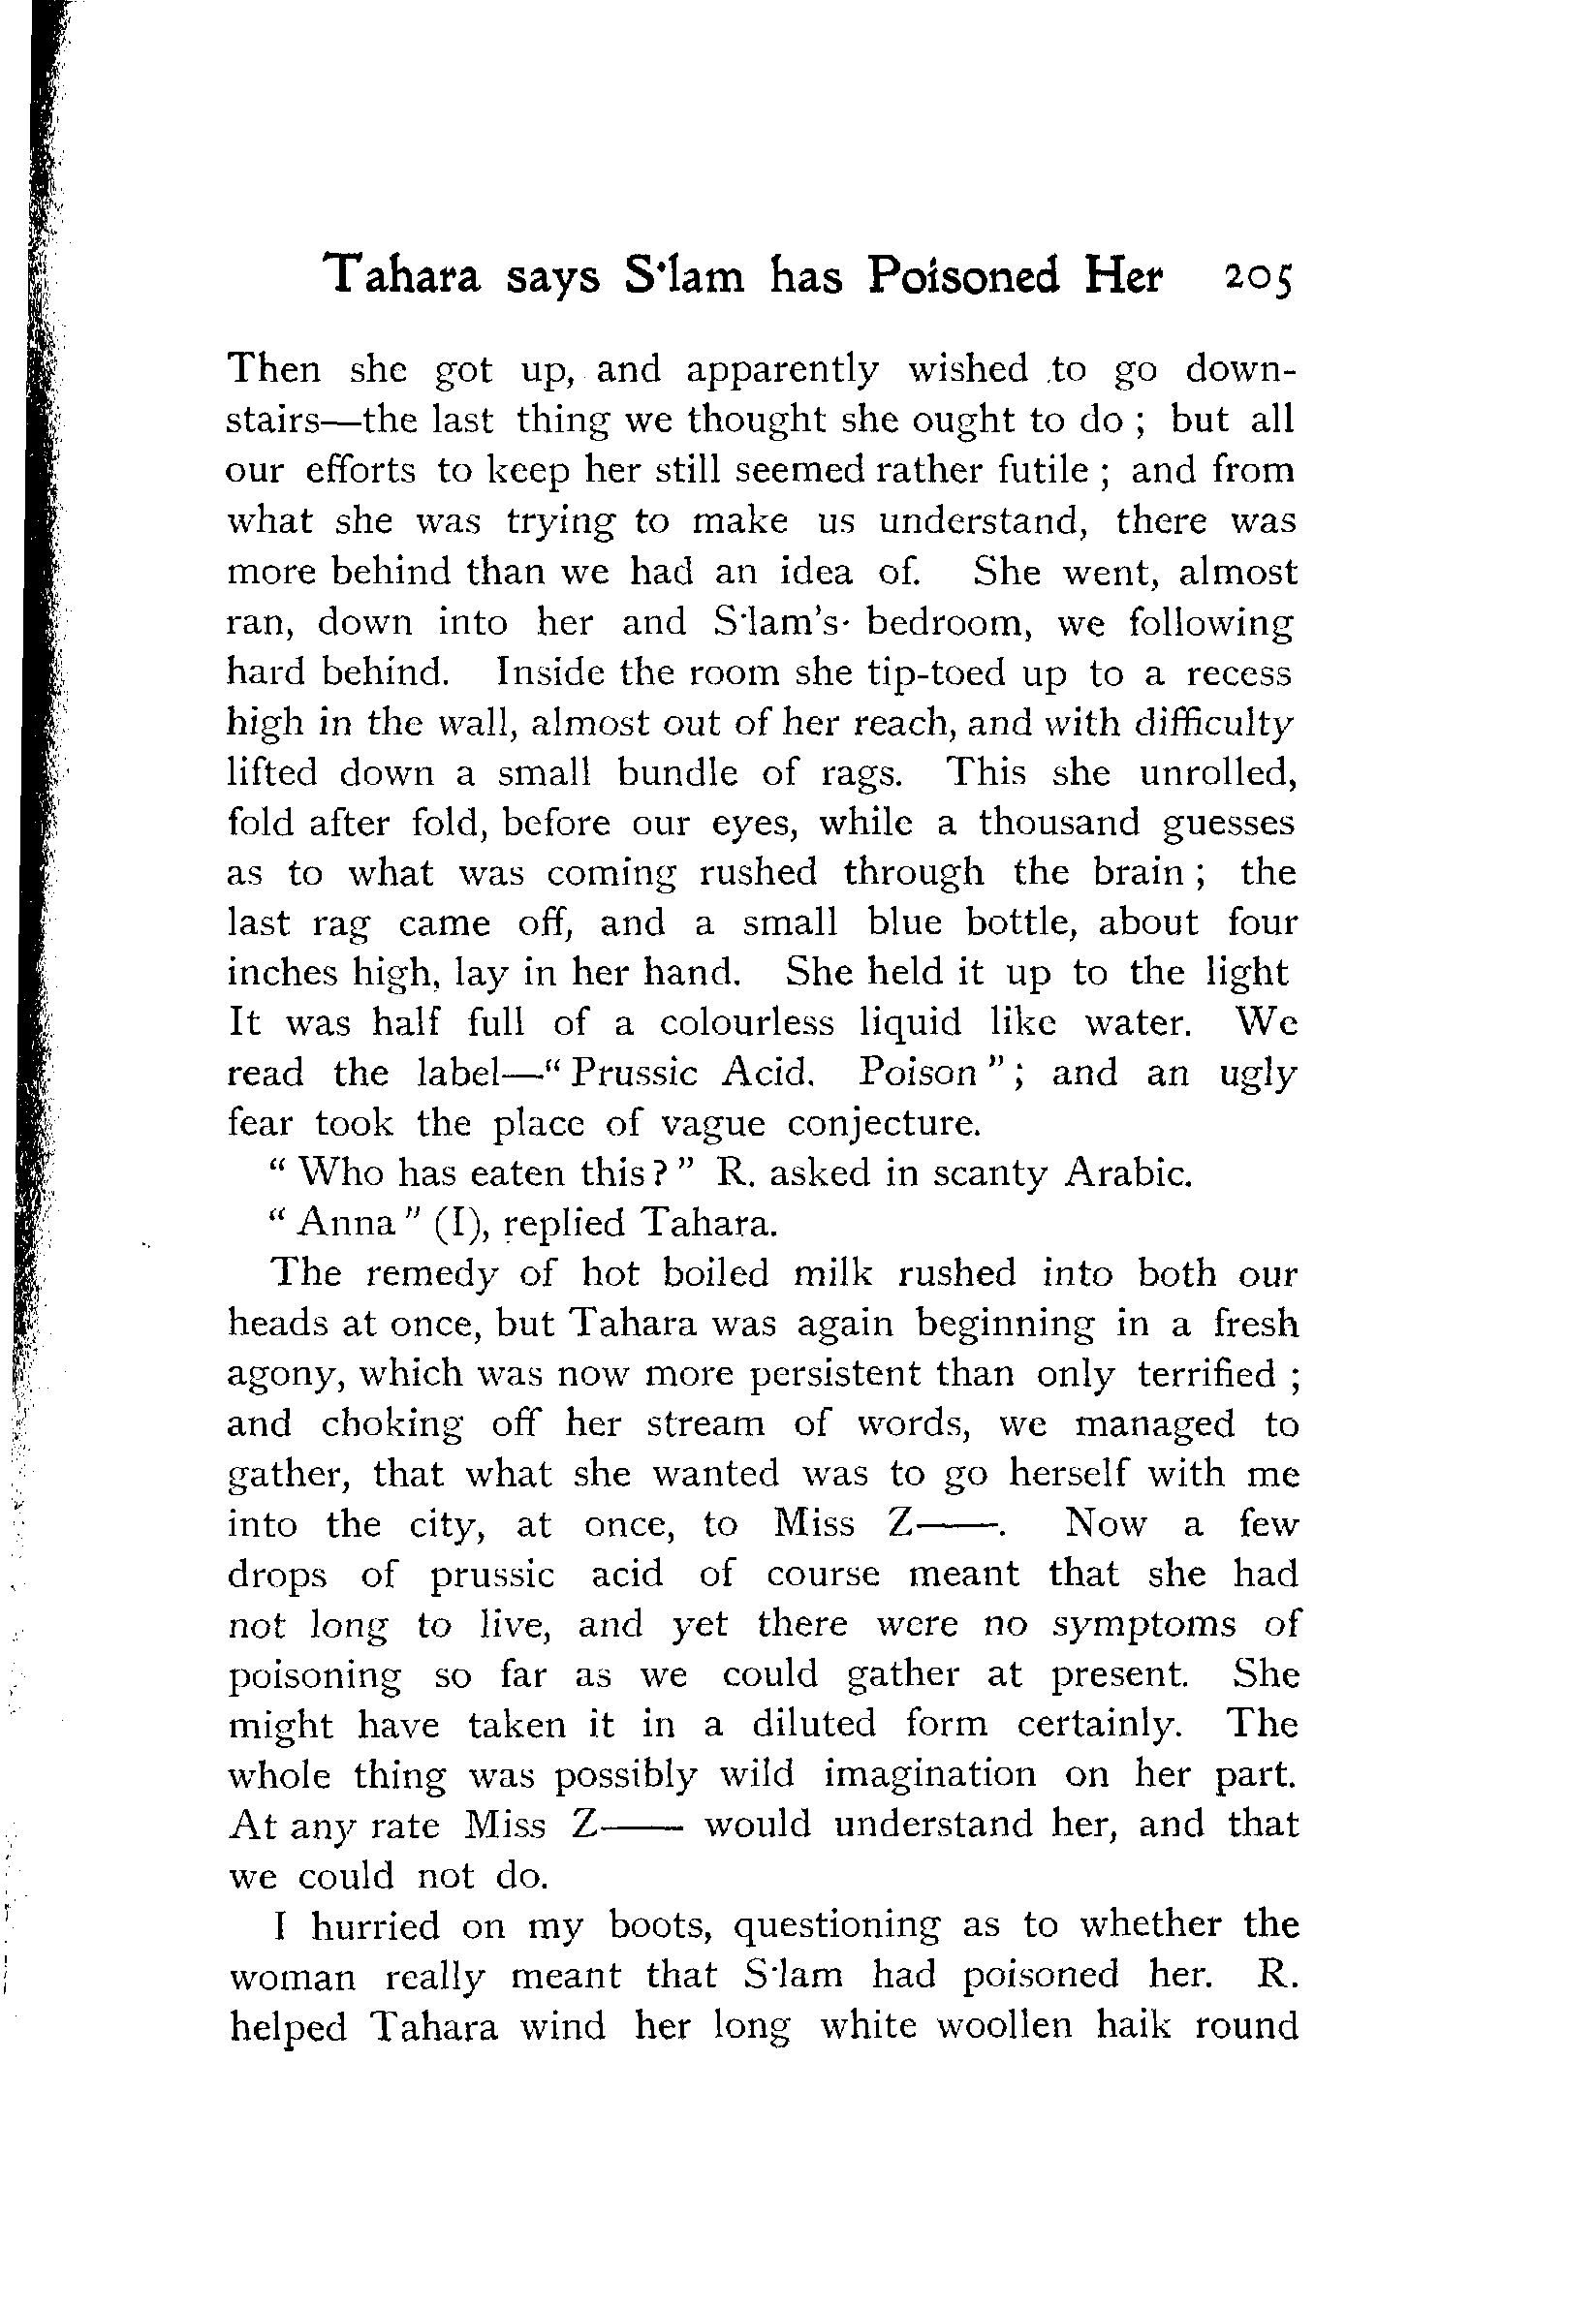 Tahara says S'lam has Poisoned Her 205
Then she got up, and apparently wished to go down-
stairs—the last thing we thought she ought to do ; but all
our efforts to keep her still seemed rather futile ; and from
what she was trying to make us understand, there was
more behind than we had an idea of. She went, almost
ran, down into her and S'lam's bedroom, we following
hard behind. Inside the room she tip-toed up to a recess
high in the wall, almost out of her reach, and with difficulty
lifted down a small bundle of rags. This she unrolled,
fold after fold, before our eyes, while a thousand guesses
as to what was coming rushed through the brain ; the
last rag came off, and a small blue bottle, about four
inches high, lay in her hand. She held it up to the light
It was half full of a colourless liquid like water. We
read the label—" Prussic Acid. Poison " ; and an ugly
fear took the place of vague conjecture.
" Who has eaten this ? " R. asked in scanty Arabic.
" Anna " (I), replied Tahara.
The remedy of hot boiled milk rushed into both our
heads at once, but Tahara was again beginning in a fresh
agony, which was now more persistent than only terrified ;
and choking off her stream of words, we managed to
gather, that what she wanted was to go herself with me
into the city, at once, to Miss Z——. Now a few
drops of prussic acid of course meant that she had
not long to live, and yet there were no symptoms of
poisoning so far as we could gather at present. She
might have taken it in a diluted form certainly. The
whole thing was possibly wild imagination on her part.
At any rate Miss Z—— would understand her, and that
we could not do.
I hurried on my boots, questioning as to whether the
woman really meant that S'lam had poisoned her. R.
helped Tahara wind her long white woollen haik round